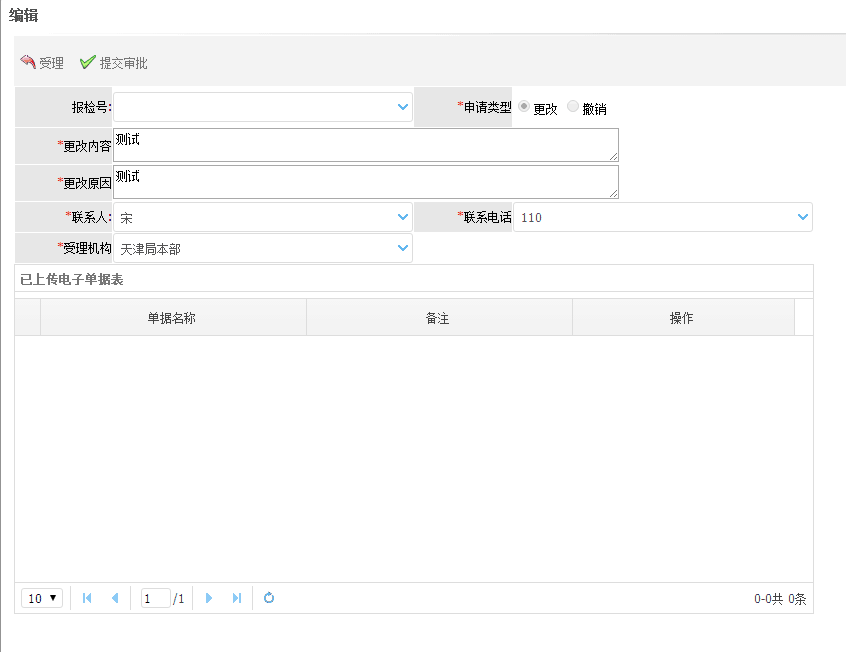 编辑
受理 提交审批
报检号: *申请类型 更改 撤销
*更改内容 测试
*更改原因 测试
*联系人: 宋 *联系电话 110
*受理机构 天津局本部
已上传电子单据表
单据名称 备注 操作
10 1 /1 0-0共 0条